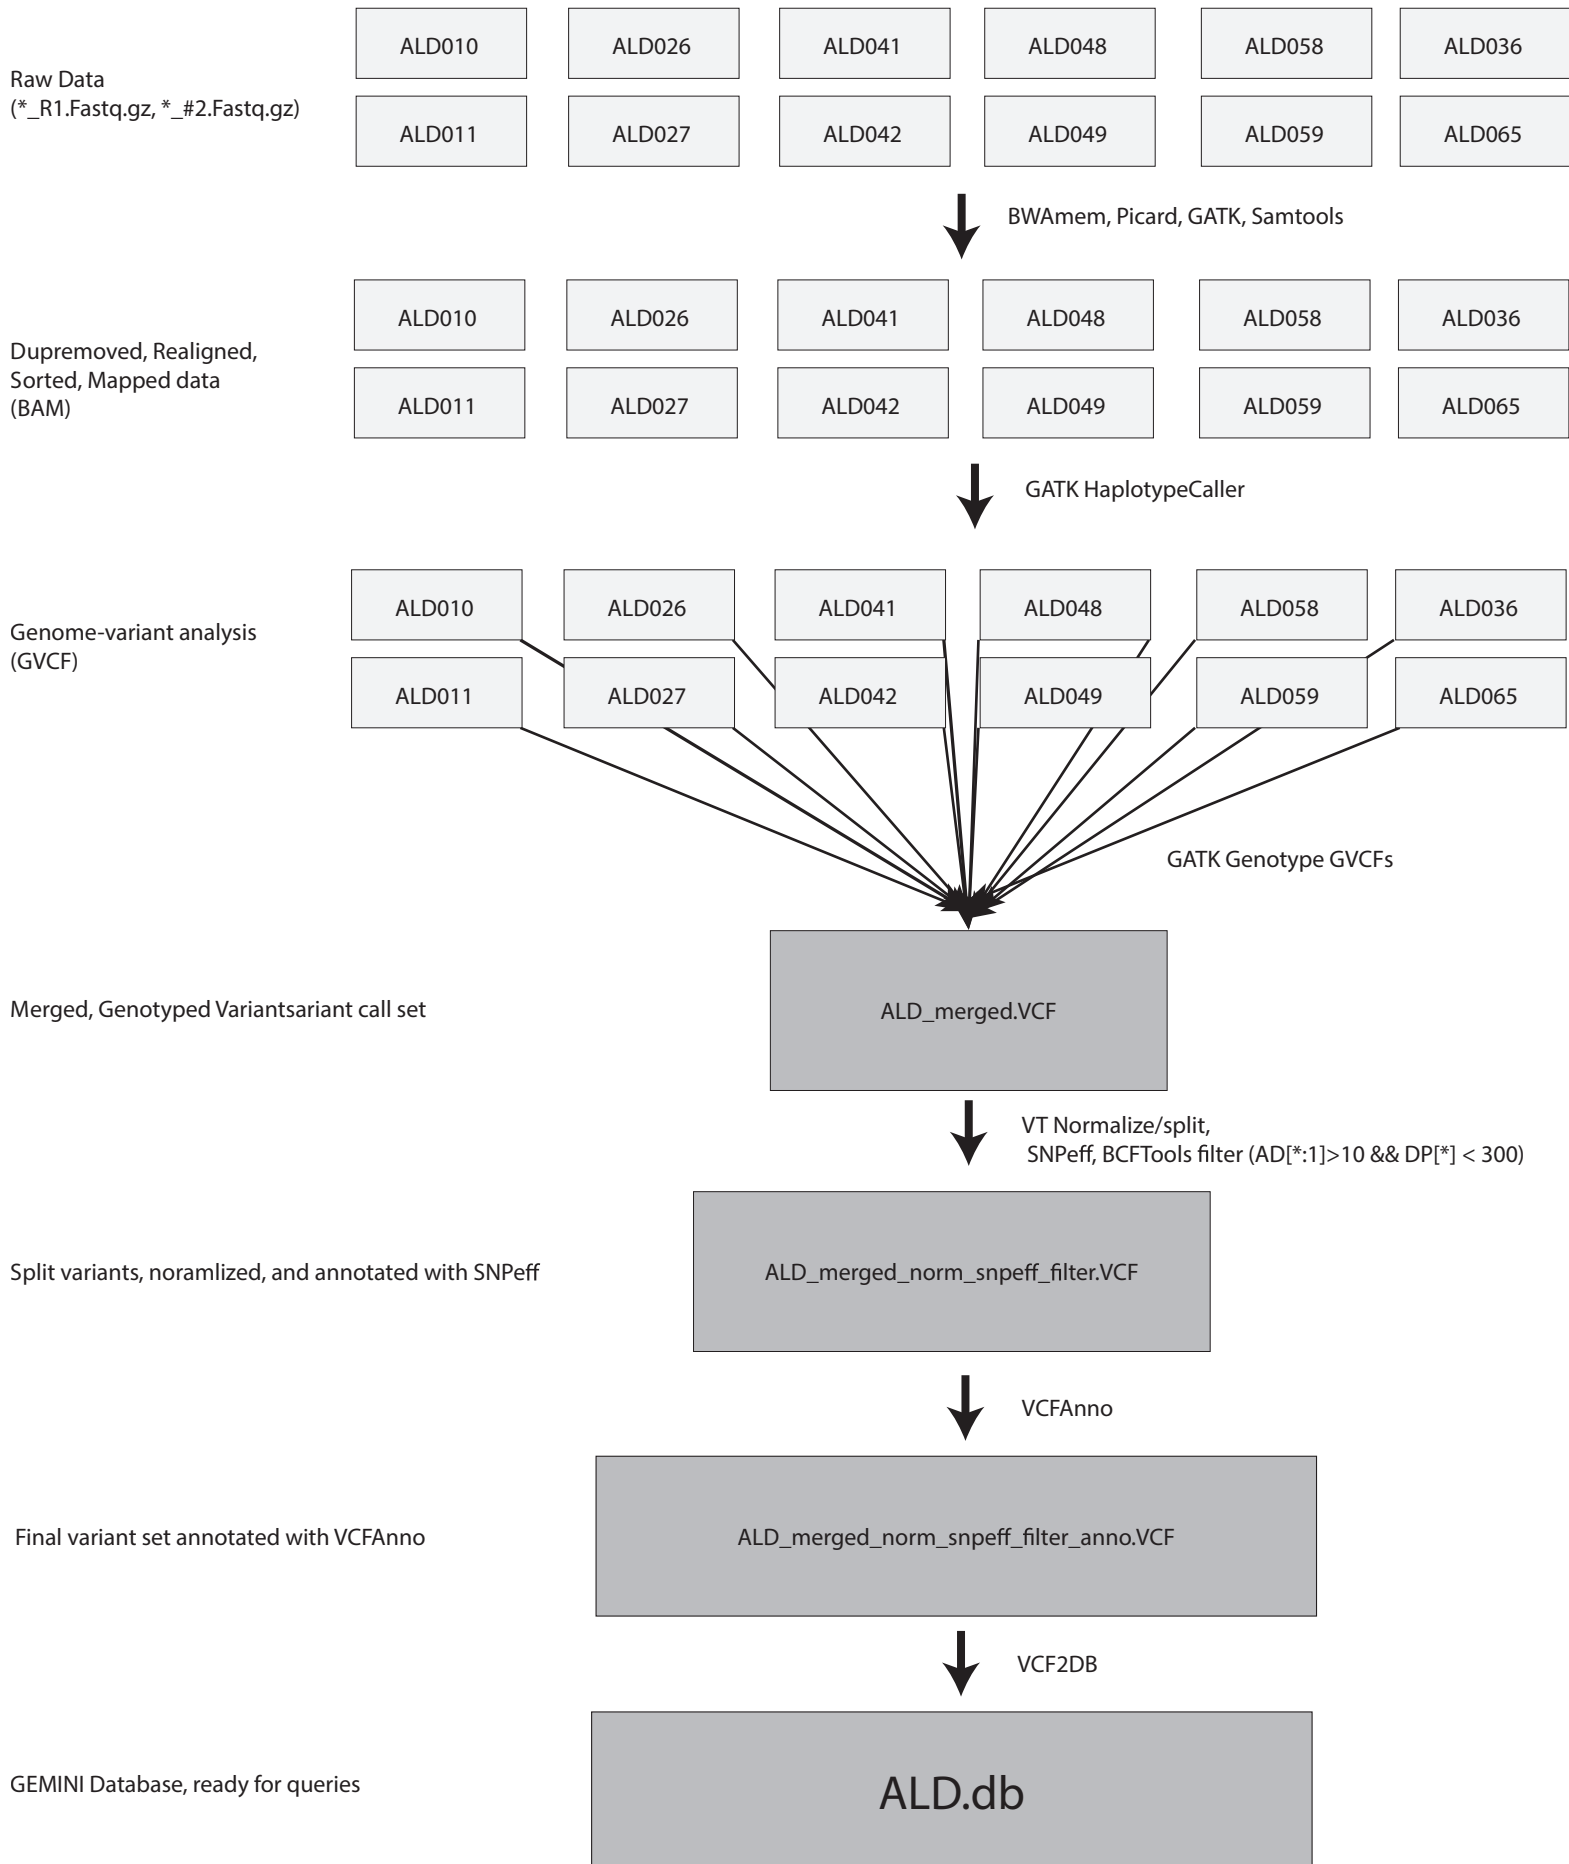 ALD010 ALD026 ALD041 ALD048 ALD058 ALD036
Raw Data
(*_R1.Fastq.gz, *_#2.Fastq.gz)
ALD011 ALD027 ALD042 ALD049 ALD059 ALD065
BWAmem, Picard, GATK, Samtools
ALD010 ALD026 ALD041 ALD048 ALD058 ALD036
Dupremoved, Realigned,
Sorted, Mapped data
(BAM)
ALD011 ALD027 ALD042 ALD049 ALD059 ALD065
GATK HaplotypeCaller
ALD010 ALD026 ALD041 ALD048 ALD058 ALD036
Genome-variant analysis
(GVCF)
ALD011 ALD027 ALD042 ALD049 ALD059 ALD065
GATK Genotype GVCFs
Merged, Genotyped Variantsariant call set
ALD_merged.VCF
VT Normalize/split,
SNPeff, BCFTools filter (AD[*:1]>10 && DP[*] < 300)
Split variants, noramlized, and annotated with SNPeff
ALD_merged_norm_snpeff_filter.VCF
VCFAnno
Final variant set annotated with VCFAnno
ALD_merged_norm_snpeff_filter_anno.VCF
VCF2DB
GEMINI Database, ready for queries
ALD.db